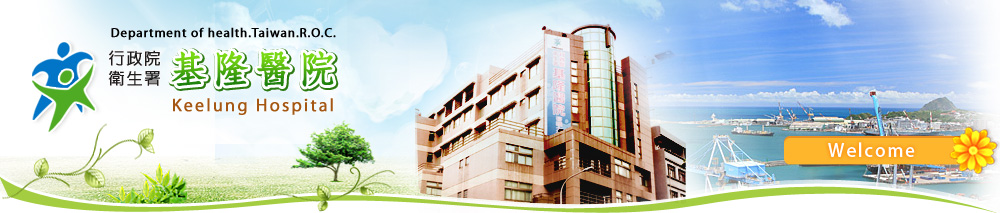 Department of health.Taiwan.R.O.C.
行政院
衛生署
基隆醫院
Keelung Hospital
Welcome